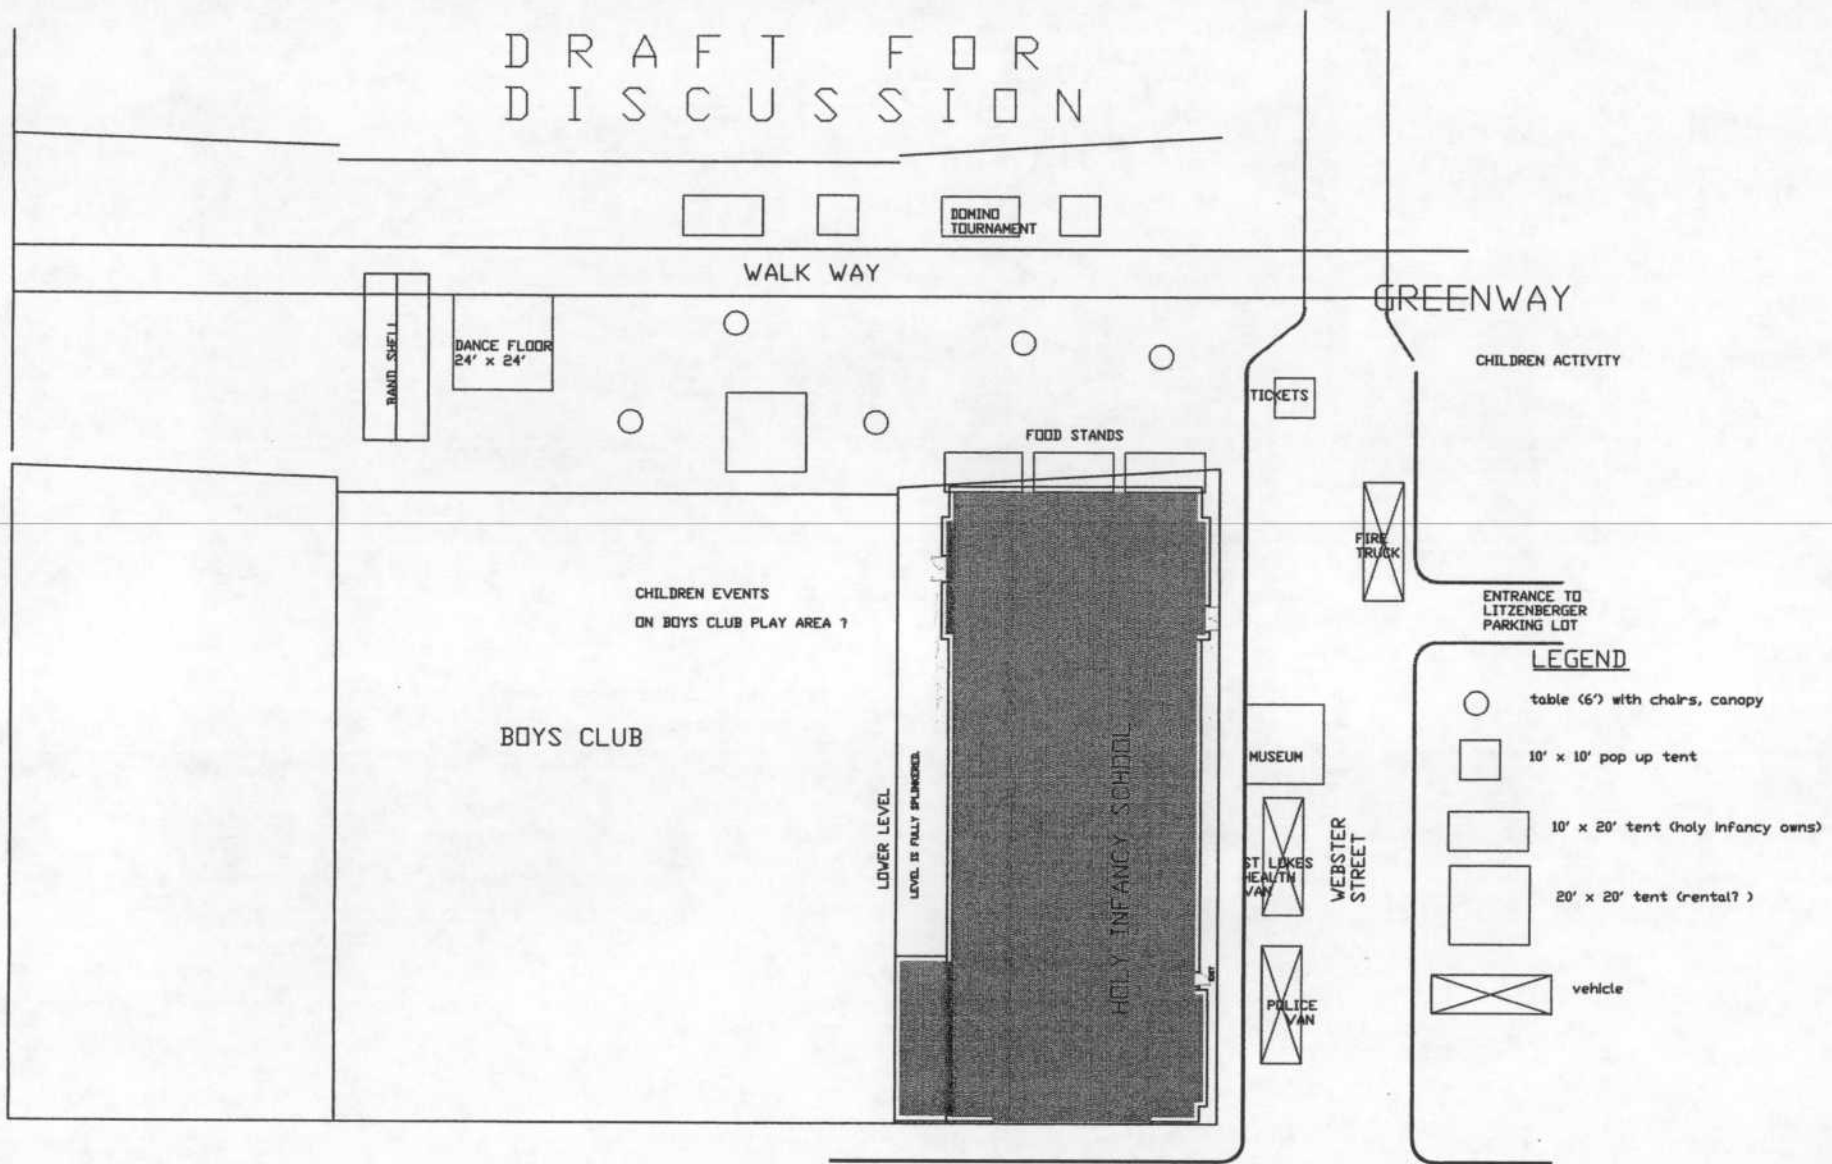 DRAFT FOR
DISCUSSION
DOMINO
TOURNAMENT
WALK WAY
GREENWAY
BAND SHELL
DANCE FLOOR
24' x 24'
CHILDREN ACTIVITY
TICKETS
FOOD STANDS
FIRE
TRUCK
CHILDREN EVENTS
ON BOYS CLUB PLAY AREA ?
ENTRANCE TO
LITZENBERGER
PARKING LOT
BOYS CLUB
LOWER LEVEL
LEVEL IS FULLY SPLINKERED.
HOLY INFANCY SCHOOL
EXIT
MUSEUM
ST LUKES
HEALTH
VAN
WEBSTER
STREET
POLICE
VAN
LEGEND
table (6') with chairs, canopy
10' x 10' pop up tent
10' x 20' tent (holy infancy owns)
20' x 20' tent (rental? )
vehicle